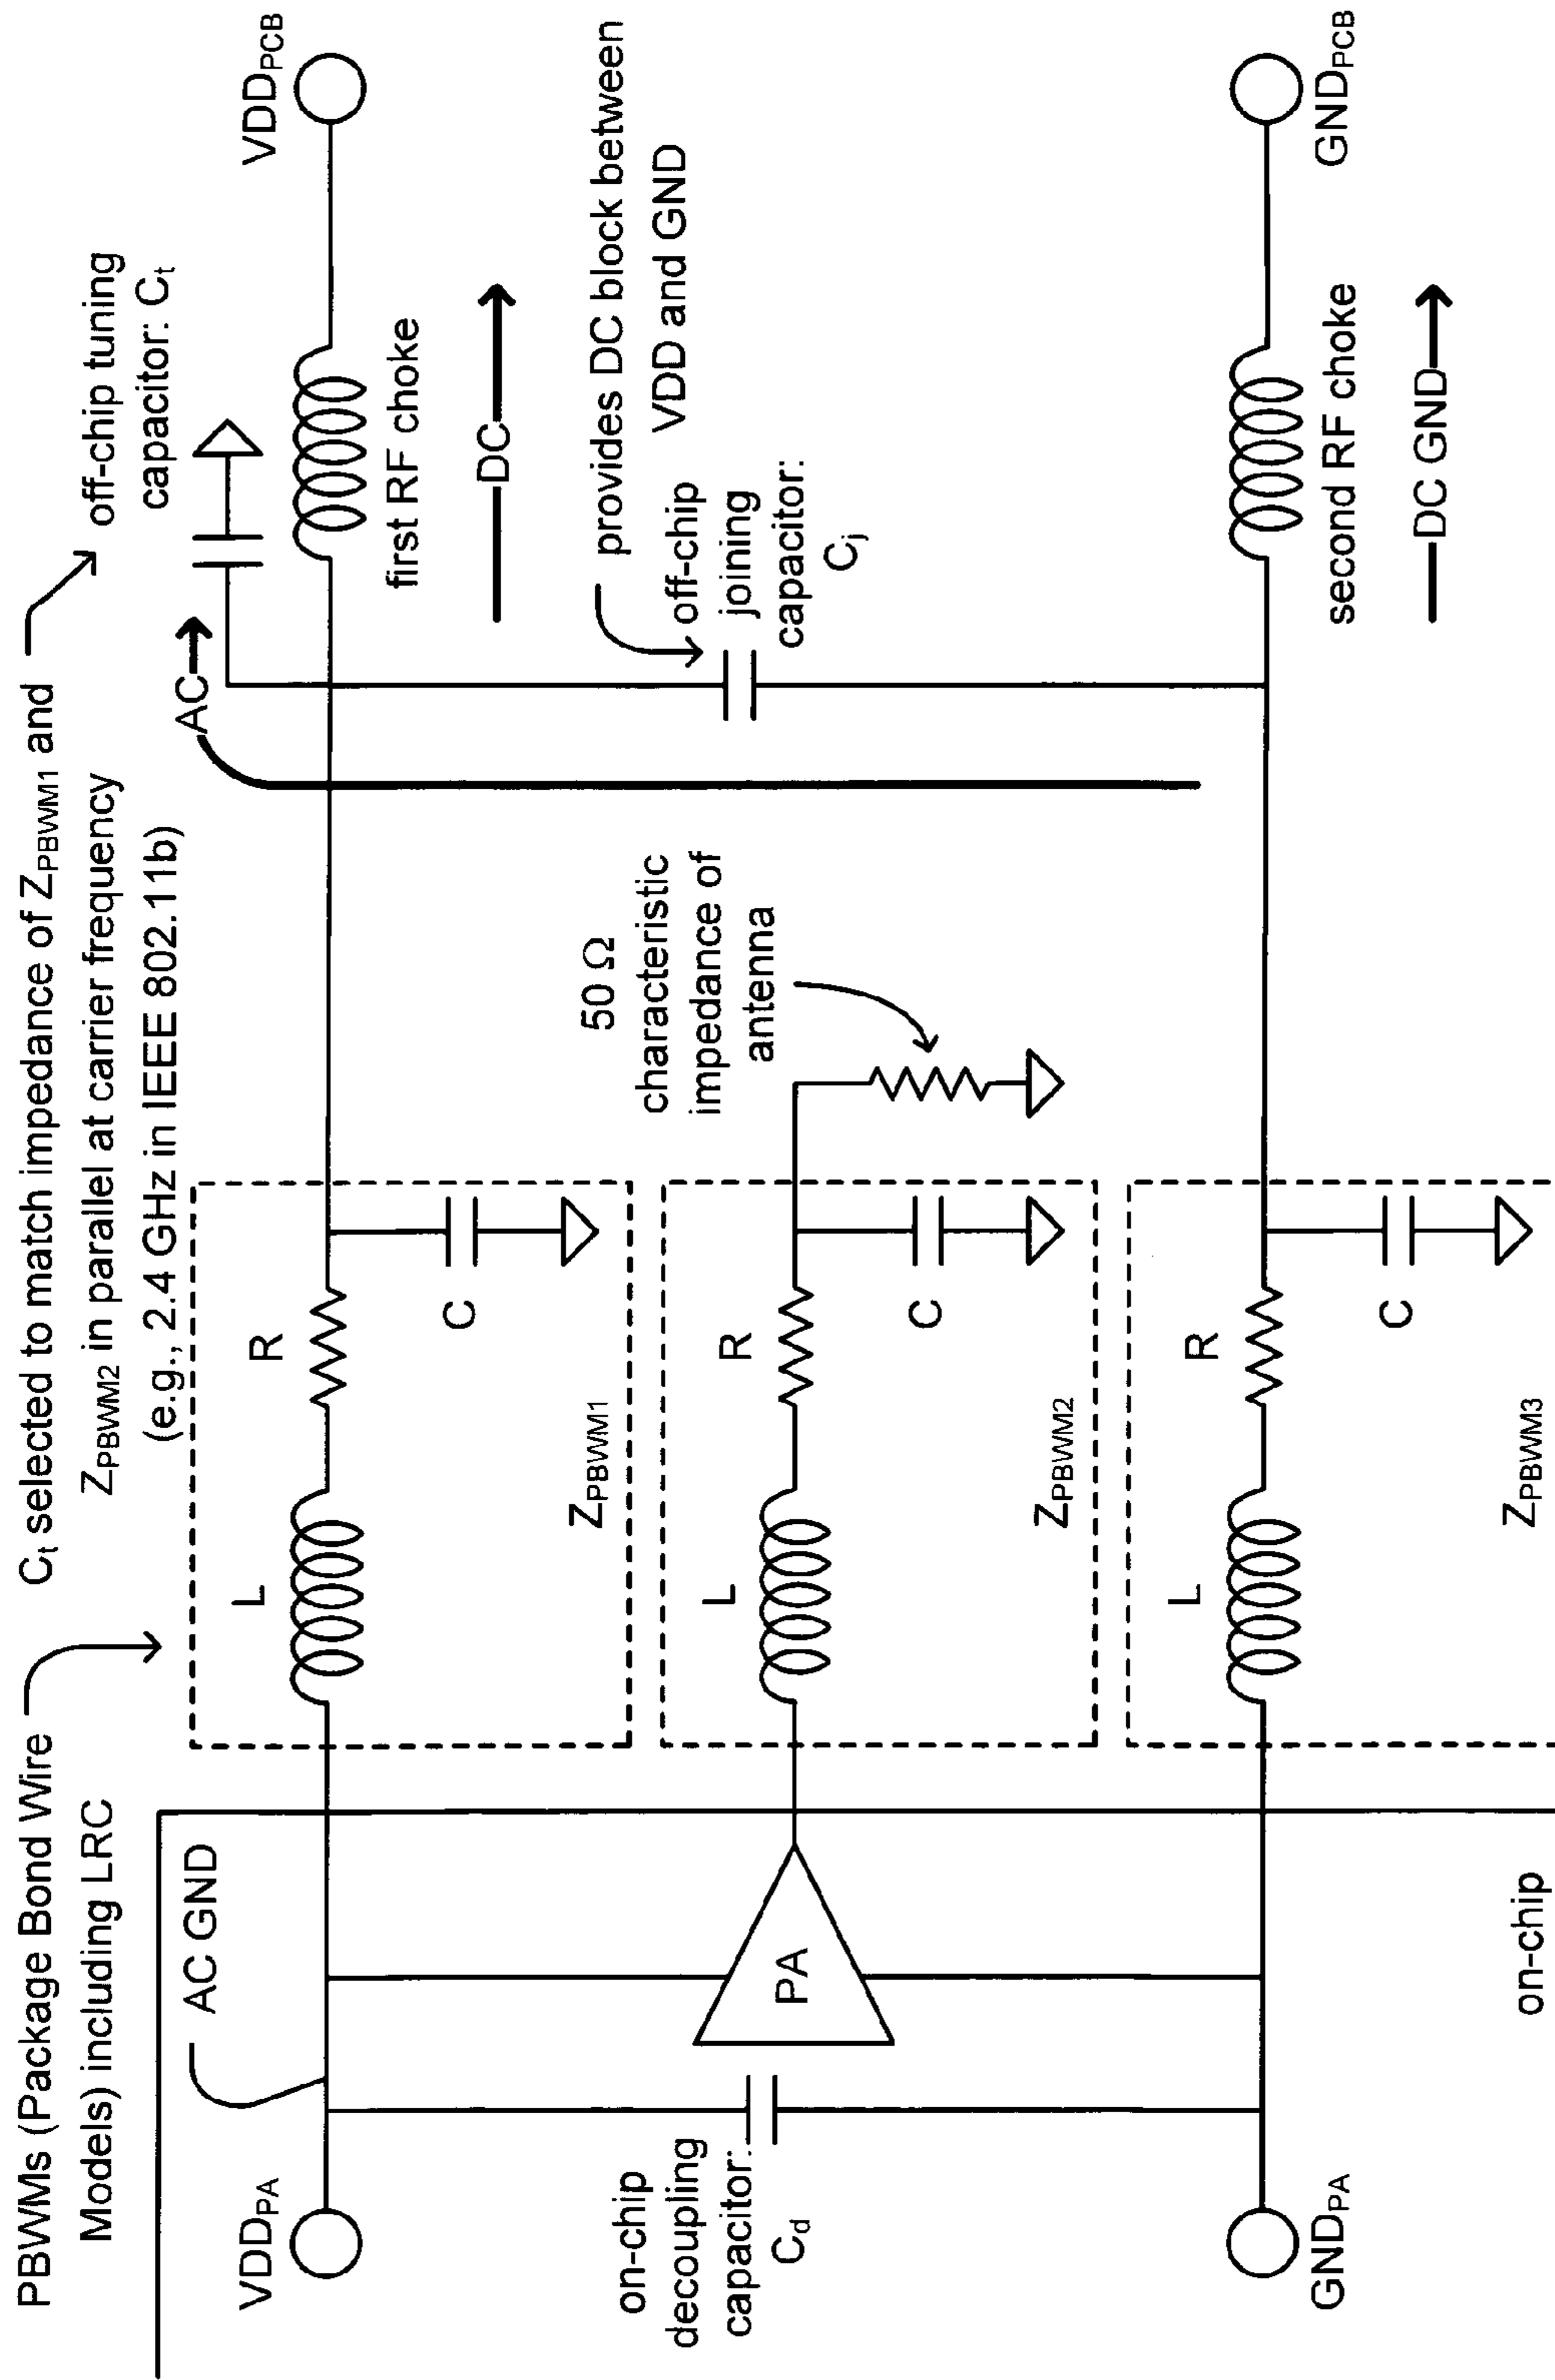 PBWMs (Package Bond Wire
Models) including LRC
Ct selected to match impedance of ZPBWM1 and
ZPBWM2 in parallel at carrier frequency
(e.g., 2.4 GHz in IEEE 802.11b)
off-chip tuning
capacitor: Ct
VDDPA
AC GND
L
R
C
ZPBWM1
AC
first RF choke
VDDPCB
DC
on-chip
decoupling
capacitor:
Cd
PA
L
R
C
ZPBWM2
50 Ω
characteristic
impedance of
antenna
off-chip
joining
capacitor:
Cj
provides DC block between
VDD and GND
GNDPA
L
R
C
ZPBWM3
second RF choke
GNDPCB
DC GND
on-chip